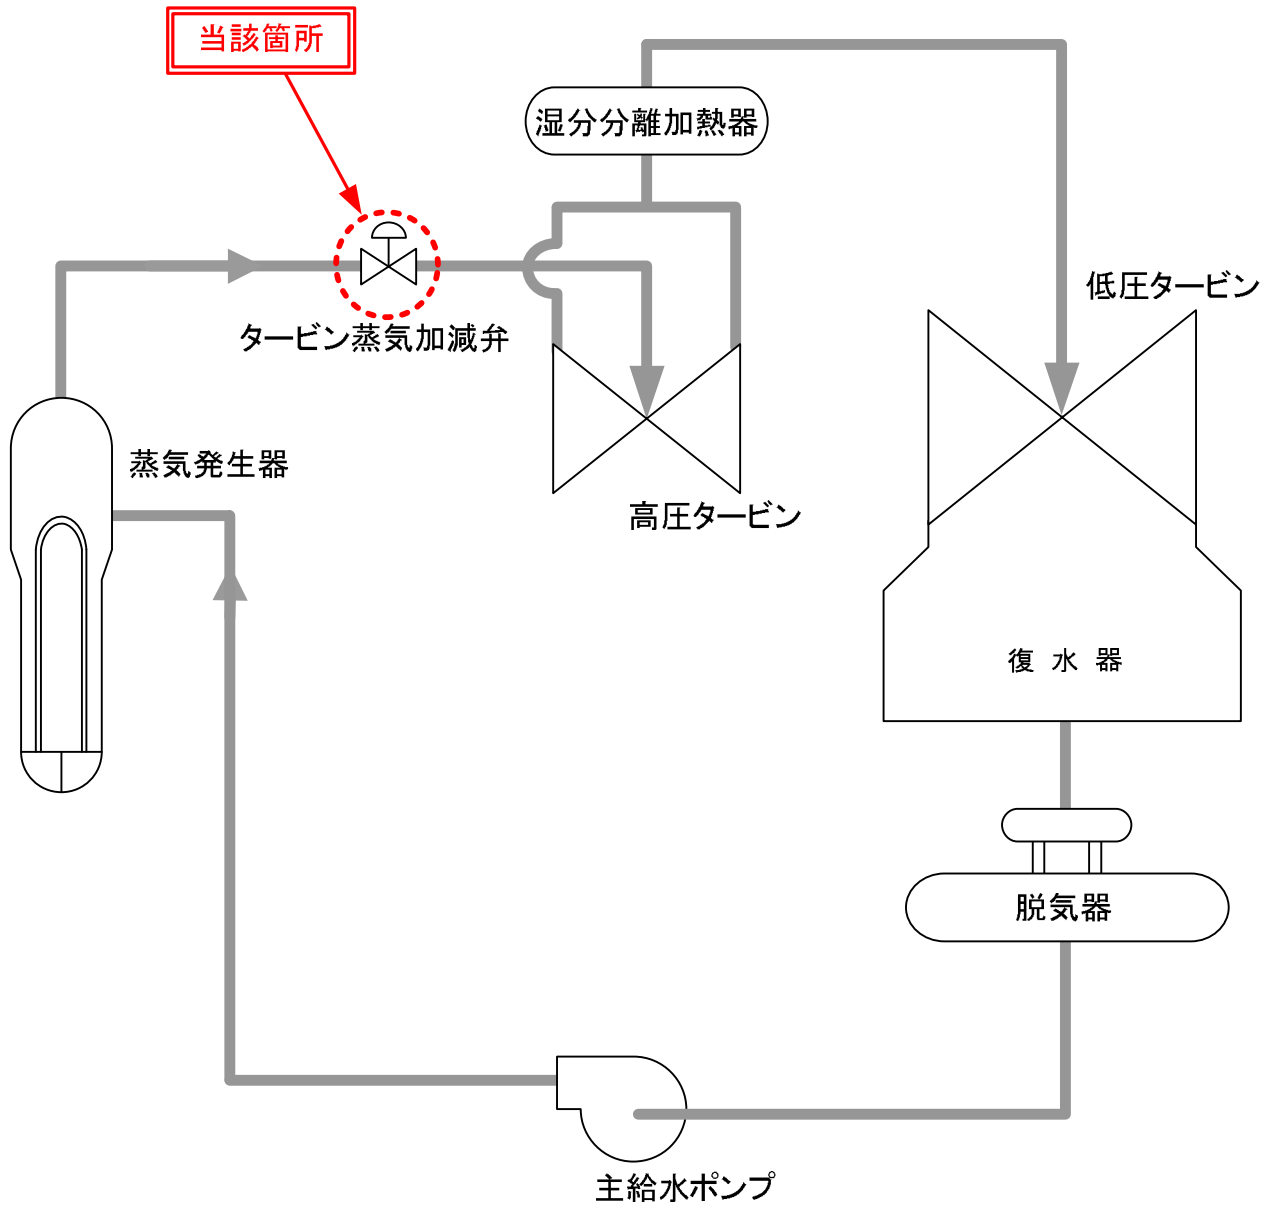 当該箇所
湿分分離加熱器
低圧タービン
タービン蒸気加減弁
蒸気発生器
高圧タービン
復水器
脱気器
主給水ポンプ